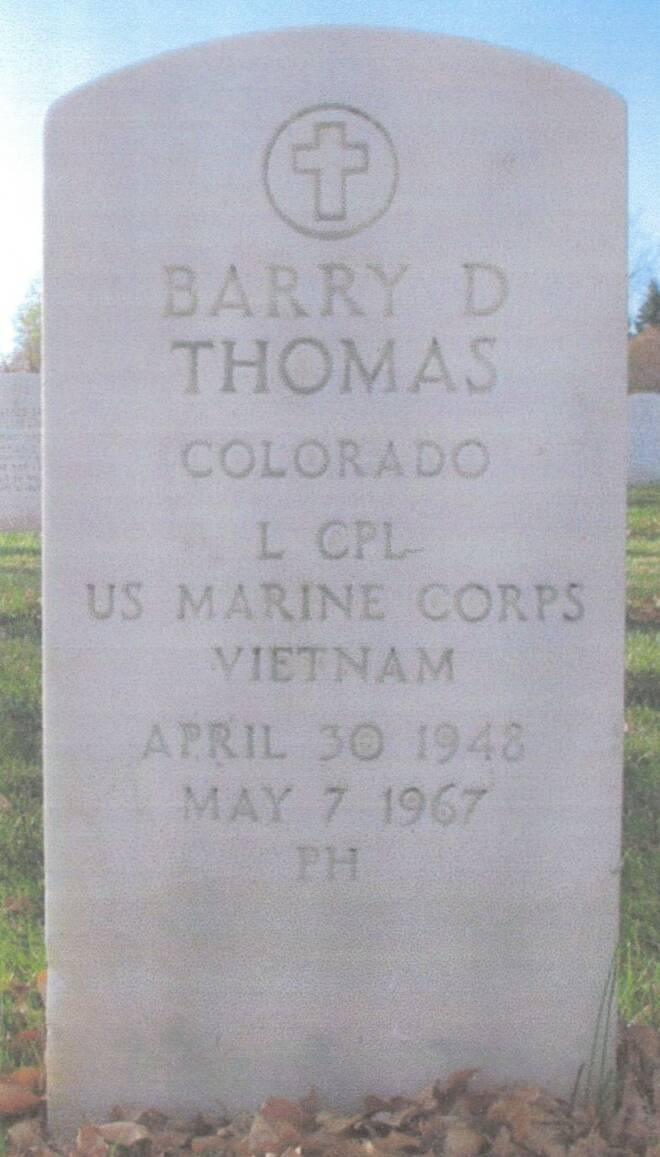 BARRY D
THOMAS
COLORADO
L CPL
US MARINE CORPS
VIETNAM
APRIL 30 1948
MAY 7 1967
PH